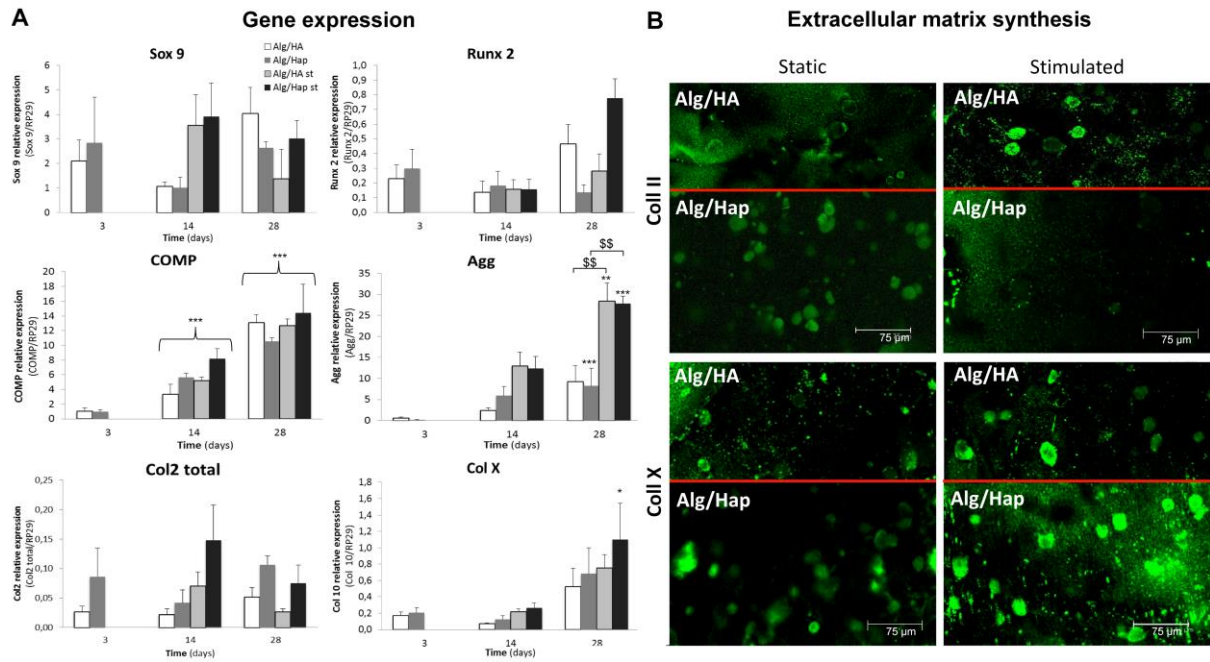 A
Gene expression
Sox 9
Alg/HA
Alg/Hap
Alg/HA st
Alg/Hap st
Sox 9 relative expression
(Sox 9/RP29)
6
5
4
3
2
1
0
3
14
28
Time (days)
Runx 2
Runx 2 relative expression
(Runx 2/RP29)
1,0
0,9
0,8
0,7
0,6
0,5
0,4
0,3
0,2
0,1
0,0
3
14
28
Time (days)
COMP
COMP relative expression
(COMP/RP29)
20
18
16
14
12
10
8
6
4
2
0
***
***
3
14
28
Time (days)
Agg
Agg relative expression
(Agg/RP29)
35
30
25
20
15
10
5
0
$$
$$
**
***
***
3
14
28
Time (days)
Col2 total
Col2 relative expression
(Col2 total/RP29)
0,25
0,20
0,15
0,10
0,05
0,00
3
14
28
Time (days)
Col X
Col 10 relative expression
(Col 10/RP29)
1,8
1,6
1,4
1,2
1,0
0,8
0,6
0,4
0,2
0,0
*
3
14
28
Time (days)
B
Extracellular matrix synthesis
Static
Stimulated
Coll II
Alg/HA
Alg/HA
Alg/Hap
Alg/Hap
75 µm
75 µm
Coll X
Alg/HA
Alg/HA
Alg/Hap
Alg/Hap
75 µm
75 µm